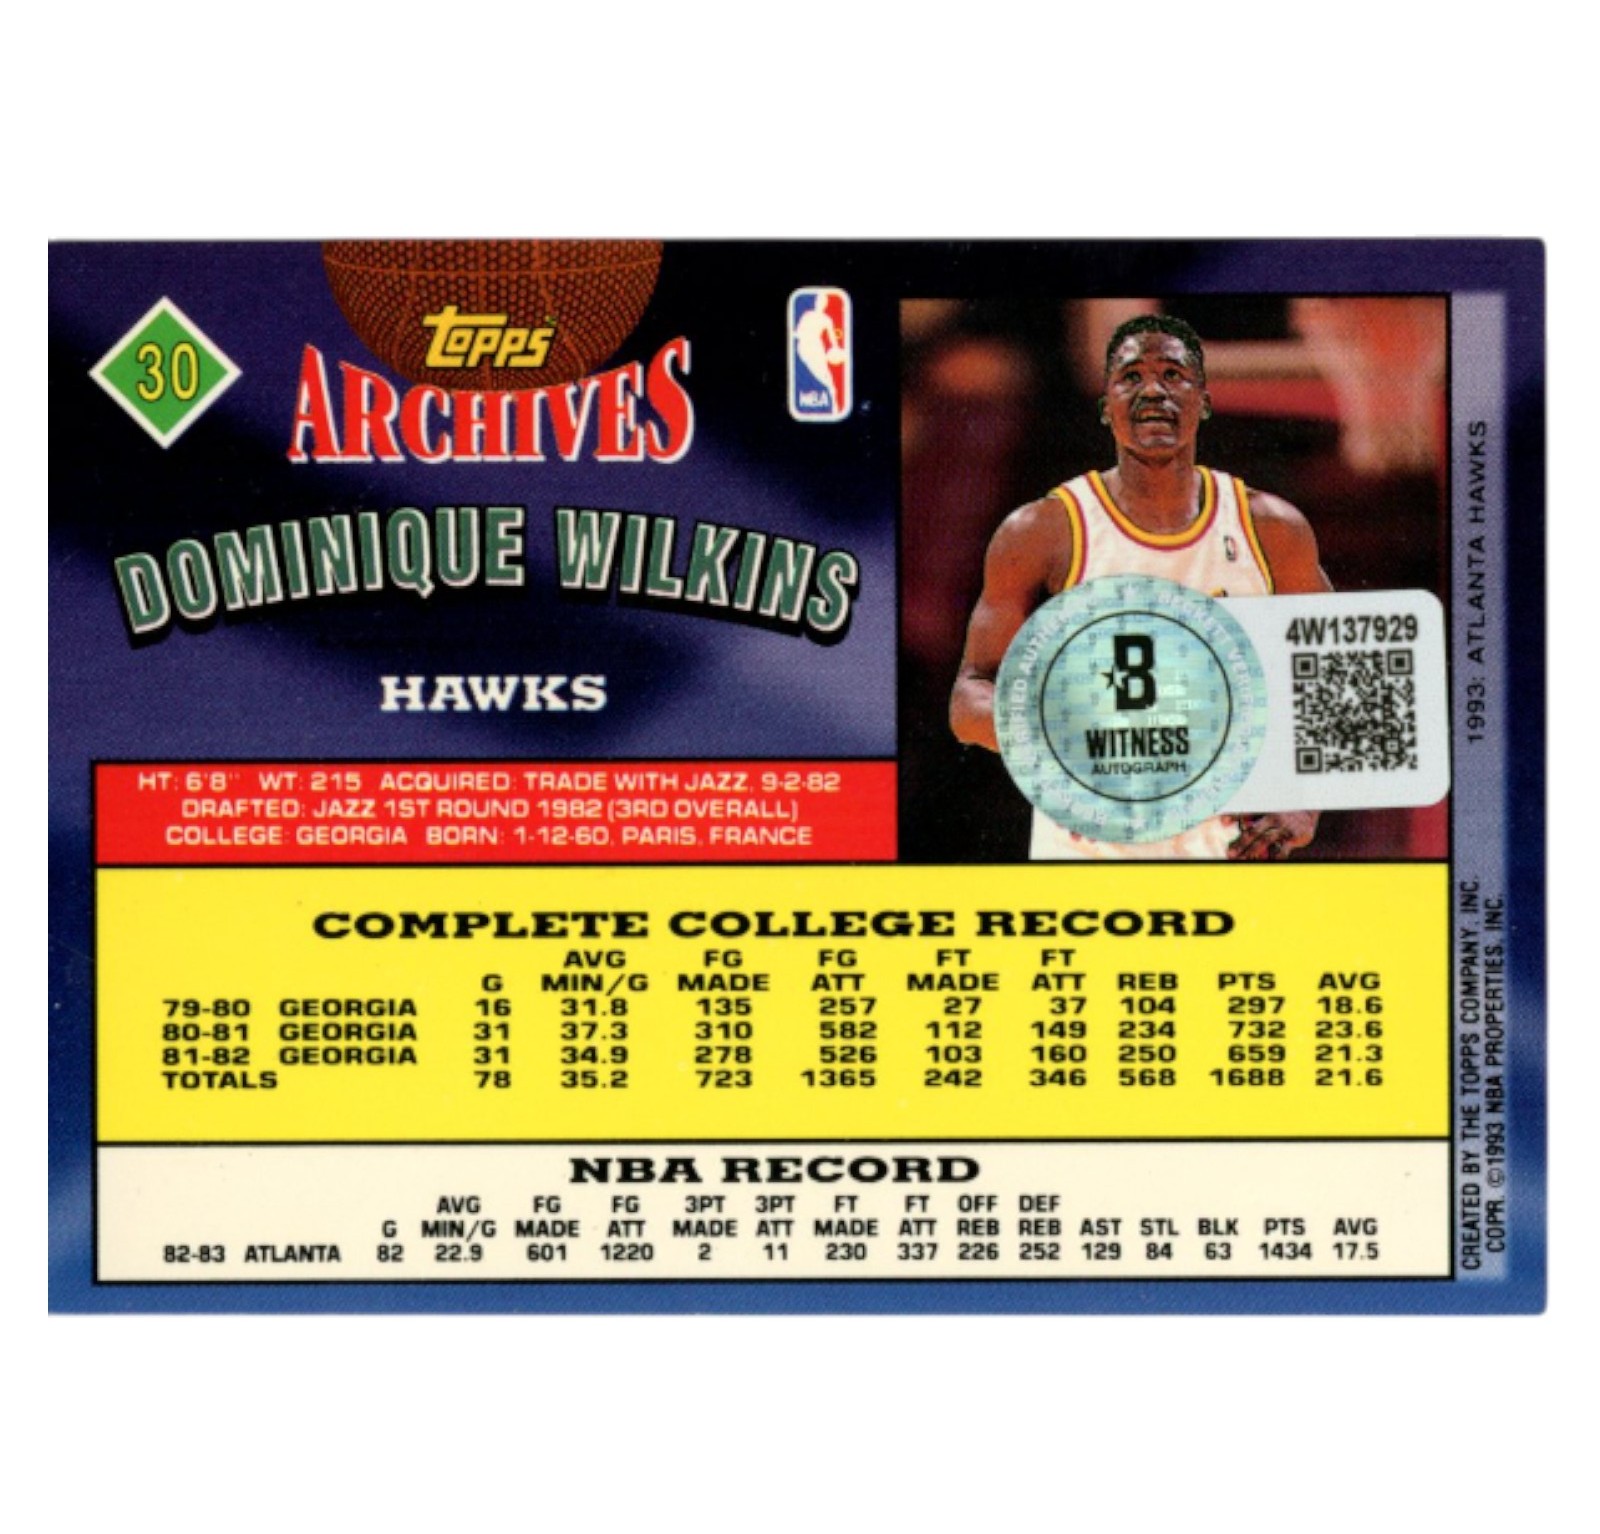 30
TOPPS
ARCHIVES
NBA
DOMINIQUE WILKINS
HAWKS
HT: 6'8" WT: 215 ACQUIRED: TRADE WITH JAZZ, 9-2-82
DRAFTED: JAZZ 1ST ROUND 1982 (3RD OVERALL)
COLLEGE: GEORGIA BORN: 1-12-60, PARIS, FRANCE
B
WITNESS
AUTOGRAPH
4W137929
1993: ATLANTA HAWKS
COMPLETE COLLEGE RECORD
AVG FG FG FT FT
G MIN/G MADE ATT MADE ATT REB PTS AVG
79-80 GEORGIA 16 31.8 135 257 27 37 104 297 18.6
80-81 GEORGIA 31 37.3 310 582 112 149 234 732 23.6
81-82 GEORGIA 31 34.9 278 526 103 160 250 659 21.3
TOTALS 78 35.2 723 1365 242 346 568 1688 21.6
NBA RECORD
AVG FG FG 3PT 3PT FT FT OFF DEF
G MIN/G MADE ATT MADE ATT MADE ATT REB REB AST STL BLK PTS AVG
82-83 ATLANTA 82 22.9 601 1220 2 11 230 337 226 252 129 84 63 1434 17.5
CREATED BY THE TOPPS COMPANY, INC.
COPR. ©1993 NBA PROPERTIES, INC.